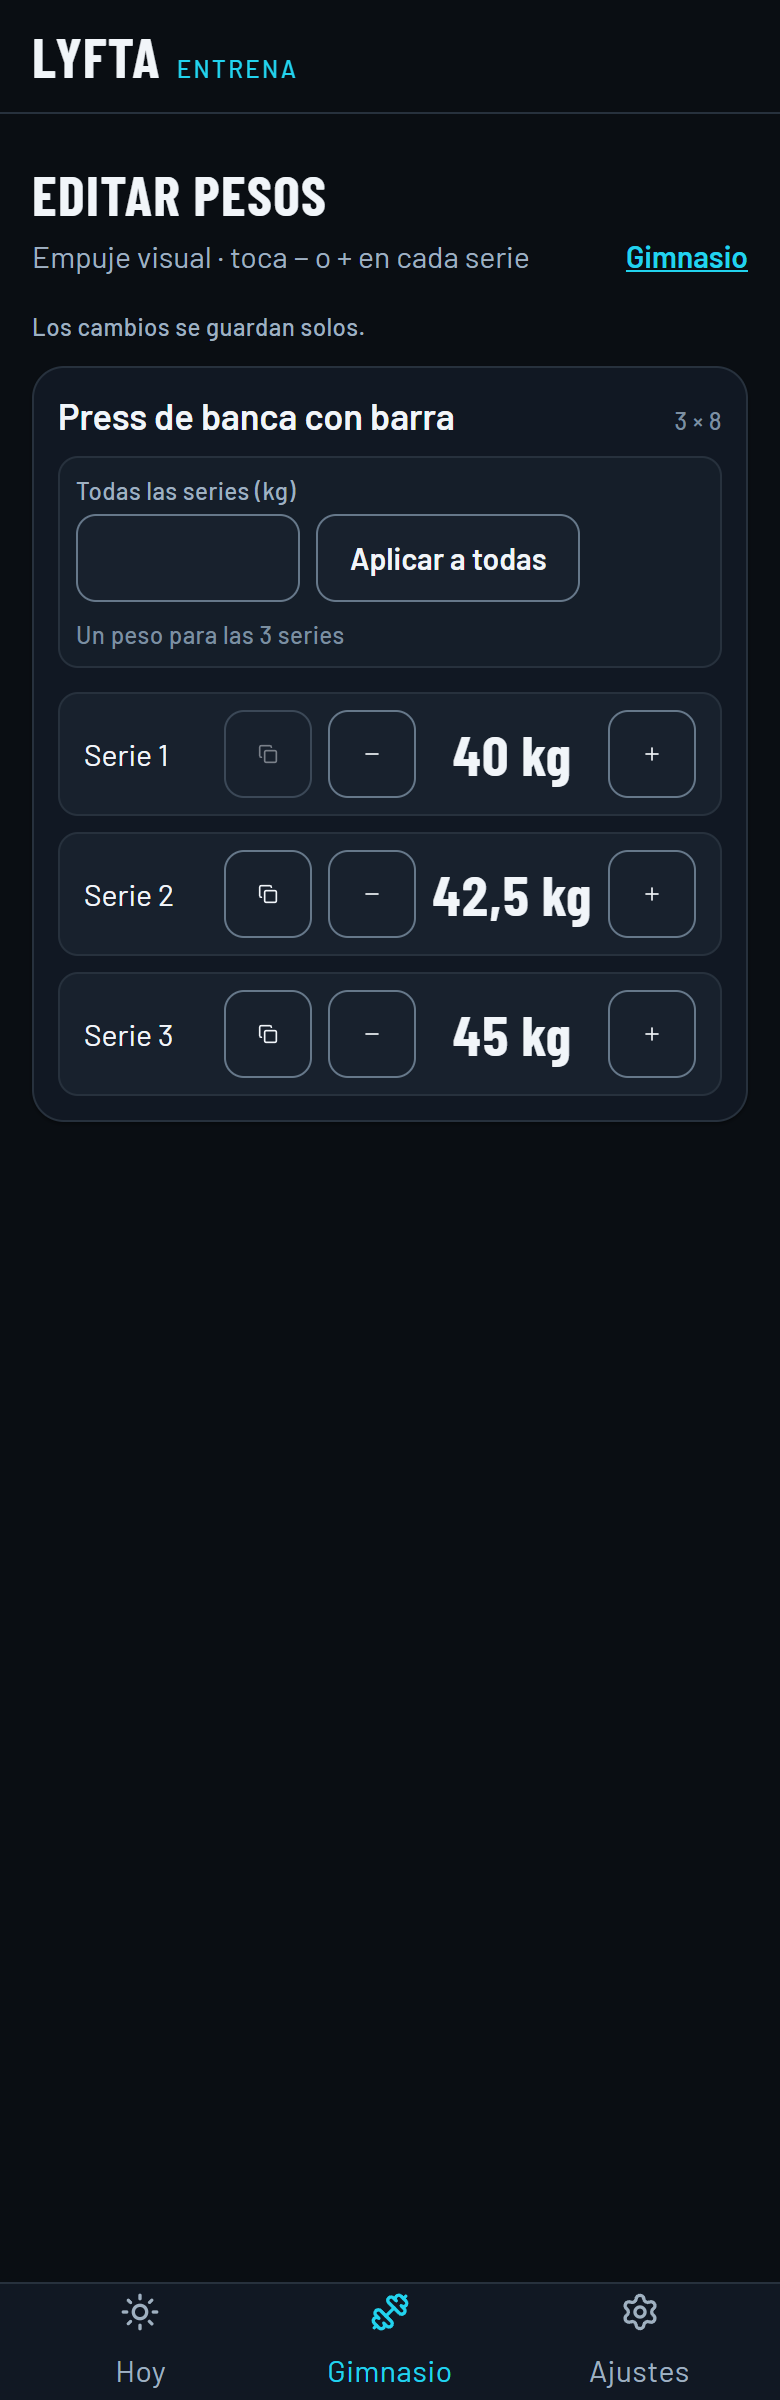 LYFTA ENTRENA
EDITAR PESOS
Empuje visual · toca − o + en cada serie Gimnasio
Los cambios se guardan solos.
Press de banca con barra 3 × 8
Todas las series (kg)
Aplicar a todas
Un peso para las 3 series
Serie 1 − 40 kg +
Serie 2 − 42,5 kg +
Serie 3 − 45 kg +
Hoy Gimnasio Ajustes